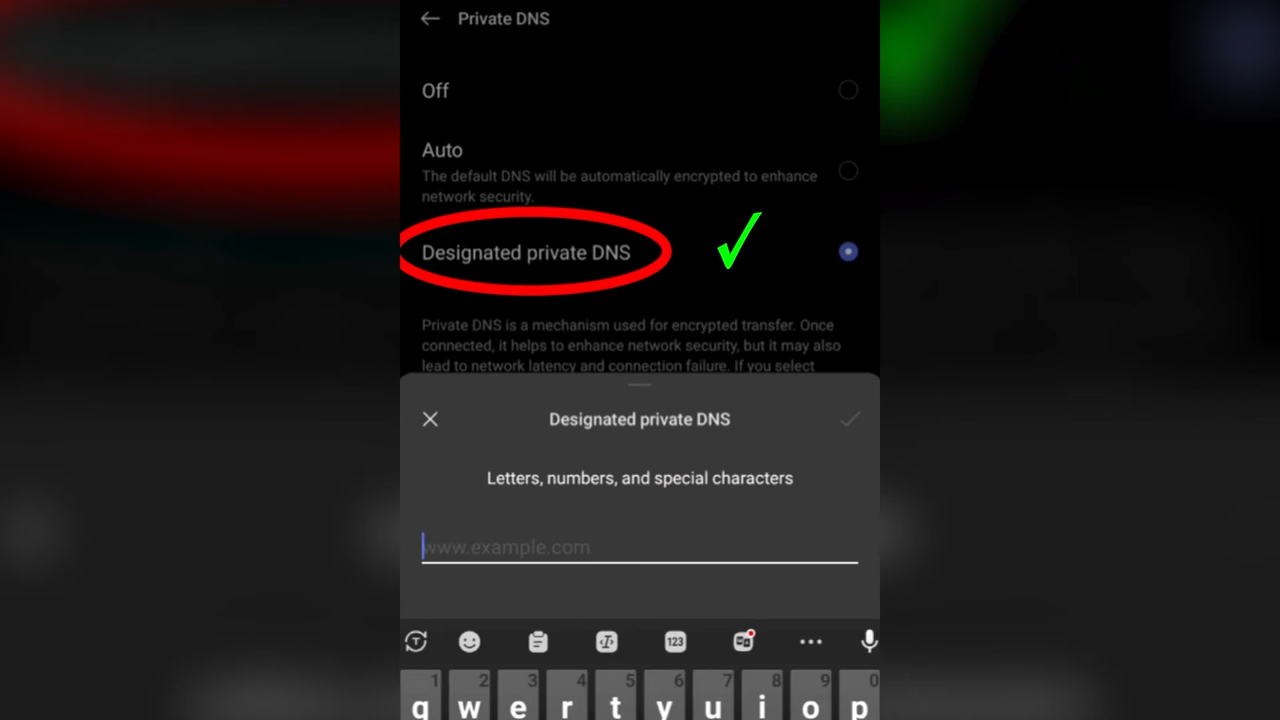 Private DNS
Off
Auto
The default DNS will be automatically encrypted to enhance
network security.
Designated private DNS
Private DNS is a mechanism used for encrypted transfer. Once
connected, it helps to enhance network security, but it may also
lead to network latency and connection failure. If you select
Designated private DNS
Letters, numbers, and special characters
www.example.com
T T 123
1 2 3 4 5 6 7 8 9 0
q w e r t y u i o p